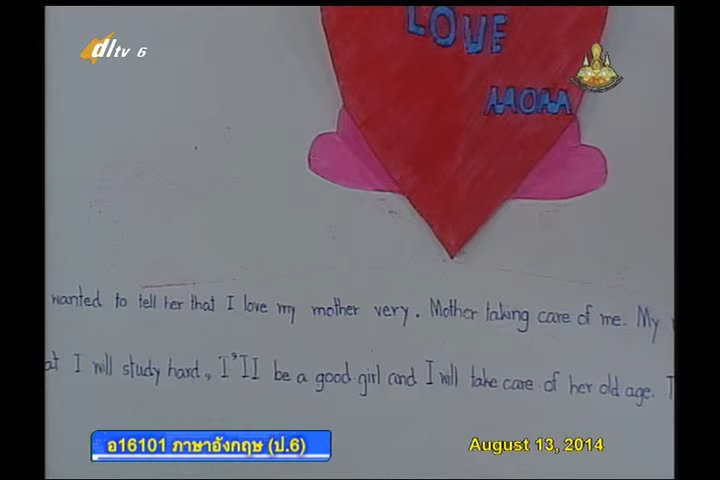 dltv 6
LOVE
MOM
wanted to tell her that I love my mother very. Mother taking care of me. My
at I will study hard, I'II be a good girl and I will take care of her old age. T
อ16101 ภาษาอังกฤษ (ป.6)
August 13, 2014